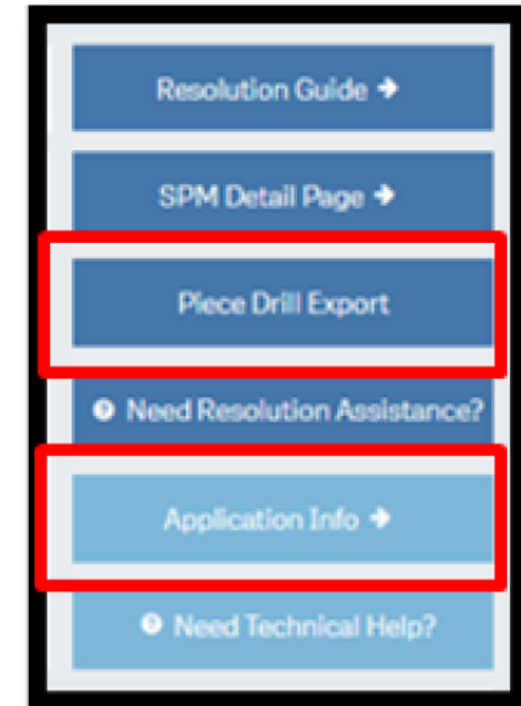 Resolution Guide →
SPM Detail Page →
Piece Drill Export
? Need Resolution Assistance?
Application Info →
? Need Technical Help?